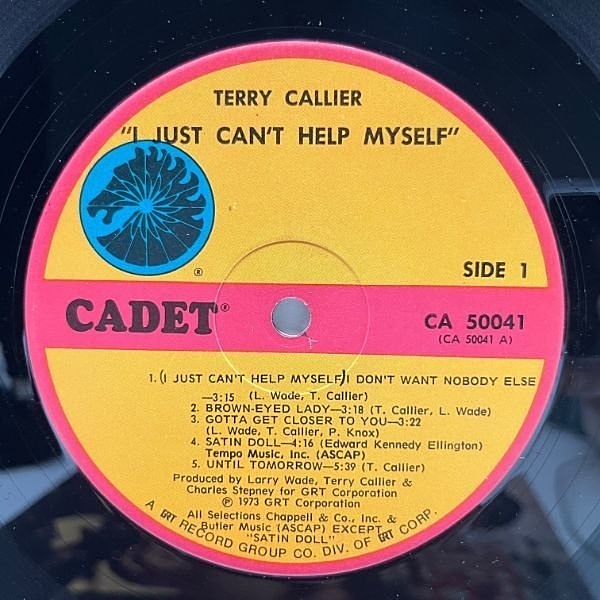 TERRY CALLIER
"I JUST CAN'T HELP MYSELF"
®
SIDE 1
CADET®
CA 50041
(CA 50041 A)
1. (I JUST CAN'T HELP MYSELF) I DON'T WANT NOBODY ELSE
—3:15 (L. Wade, T. Callier)
2. BROWN-EYED LADY—3:18 (T. Callier, L. Wade)
3. GOTTA GET CLOSER TO YOU—3:22
(L. Wade, T. Callier, P. Knox)
4. SATIN DOLL—4:16 (Edward Kennedy Ellington)
Tempo Music, Inc. (ASCAP)
5. UNTIL TOMORROW—5:39 (T. Callier)
Produced by Larry Wade, Terry Callier &
Charles Stepney for GRT Corporation
℗ 1973 GRT Corporation
All Selections Chappell & Co., Inc. &
Butler Music (ASCAP) EXCEPT
"SATIN DOLL"
A GRT RECORD GROUP CO. DIV. OF GRT CORP.